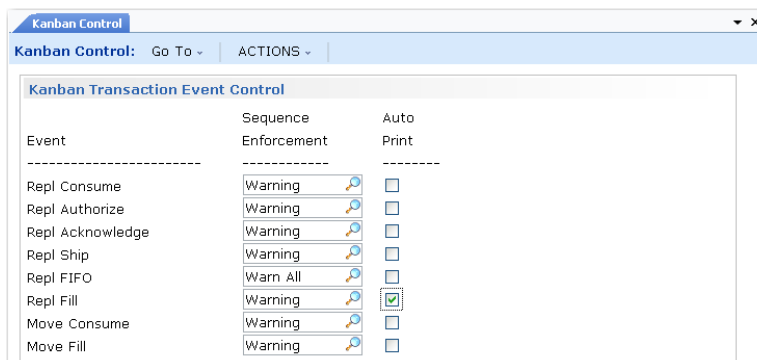 Kanban Control
Kanban Control: Go To ACTIONS
Kanban Transaction Event Control
Sequence Auto
Event Enforcement Print
----------------------- ------------ --------
Repl Consume Warning
Repl Authorize Warning
Repl Acknowledge Warning
Repl Ship Warning
Repl FIFO Warn All
Repl Fill Warning
Move Consume Warning
Move Fill Warning